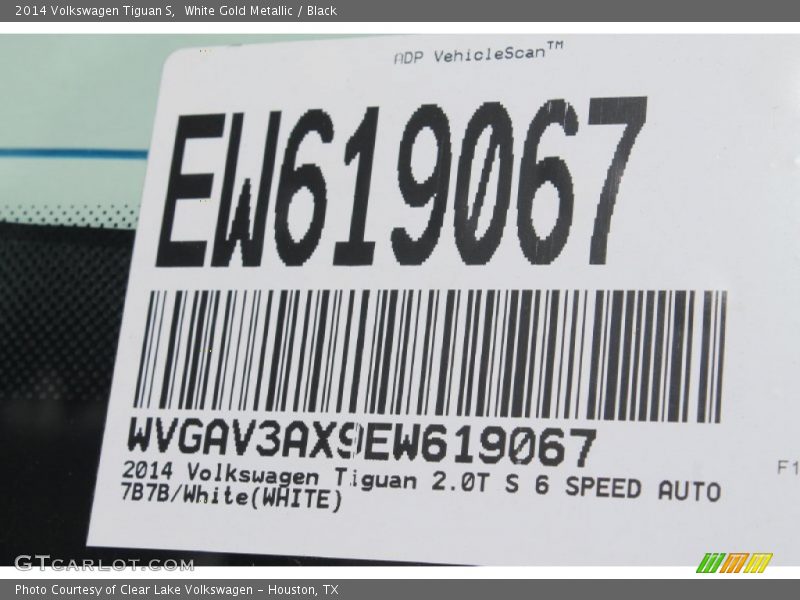 2014 Volkswagen Tiguan S,  White Gold Metallic / Black
ADP VehicleScan™
EW619067
WVGAV3AX9EW619067
2014 Volkswagen Tiguan 2.0T S 6 SPEED AUTO
7B7B/White(WHITE)
F1
GTCARLOT.COM
Photo Courtesy of Clear Lake Volkswagen – Houston, TX